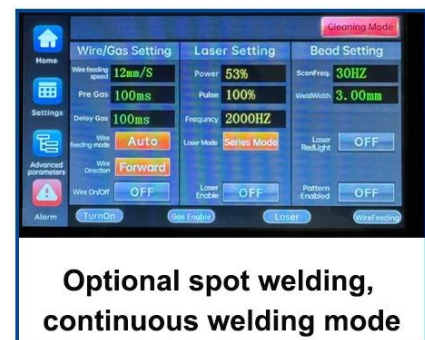 Cleaning Mode
Home
Wire/Gas Setting
Laser Setting
Bead Setting
Wire feeding speed 12mm/S
Power 53%
ScanFreq. 30HZ
Settings
Pre Gas 100ms
Pulse 100%
WeldWidth 3.00mm
Delay Gas 100ms
Frequncy 2000HZ
Wire feeding mode Auto
Laser Mode Series Mode
Laser RedLight OFF
Advanced parameters
Wire Direction Forward
Wire On/Off OFF
Laser Enable OFF
Pattern Enabled OFF
Alarm
TurnOn
Gas Enable
Laser
WireFeeding
Optional spot welding,
continuous welding mode